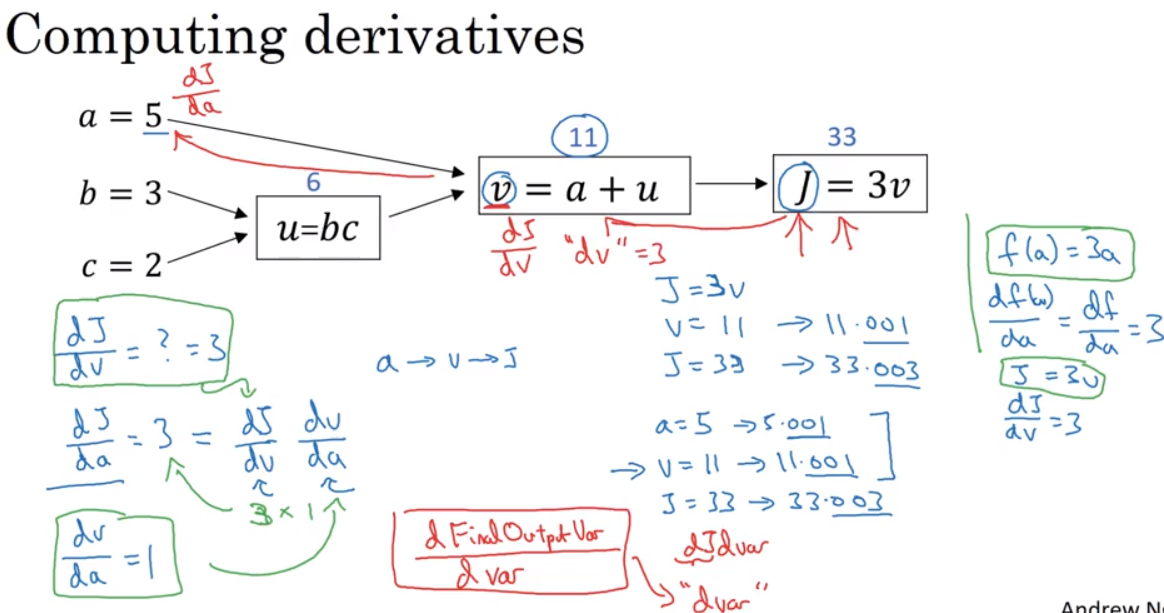 Computing derivatives
a = 5
dJ/da
b = 3
c = 2
6
u=bc
11
v = a + u
33
J = 3v
dJ/dv "dv" = 3
J = 3v
v = 11 → 11.001
J = 33 → 33.003
f(a) = 3a
df(a)/da = df/da = 3
J = 3v
dJ/dv = 3
dJ/dv = ? = 3
a → v → J
dJ/da = 3 = dJ/dv dv/da
3 × 1
dv/da = 1
a = 5 → 5.001
→ v = 11 → 11.001
J = 33 → 33.003
d FinalOutputVar / d var
dJdvar
"dvar"
Andrew